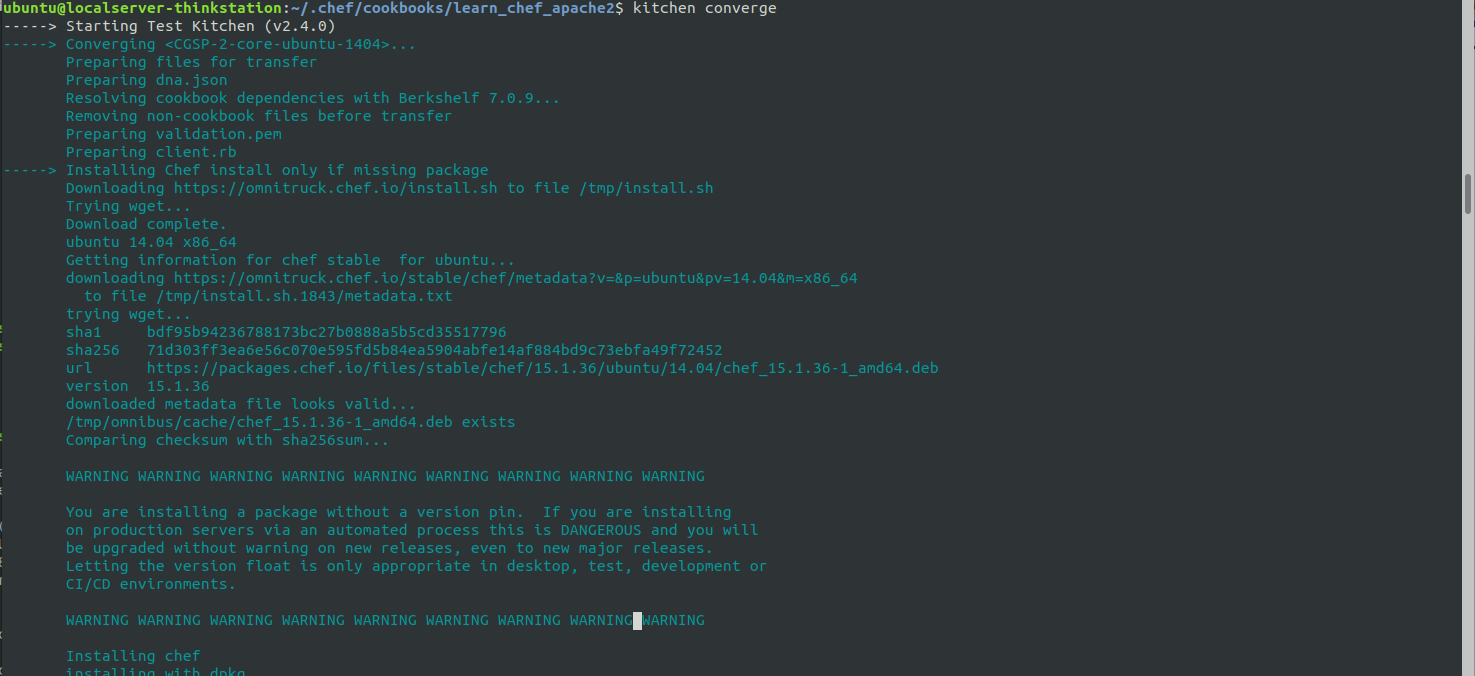 ubuntu@localserver-thinkstation:~/.chef/cookbooks/learn_chef_apache2$ kitchen converge
-----> Starting Test Kitchen (v2.4.0)
-----> Converging <CGSP-2-core-ubuntu-1404>...
Preparing files for transfer
Preparing dna.json
Resolving cookbook dependencies with Berkshelf 7.0.9...
Removing non-cookbook files before transfer
Preparing validation.pem
Preparing client.rb
-----> Installing Chef install only if missing package
Downloading https://omnitruck.chef.io/install.sh to file /tmp/install.sh
Trying wget...
Download complete.
ubuntu 14.04 x86_64
Getting information for chef stable  for ubuntu...
downloading https://omnitruck.chef.io/stable/chef/metadata?v=&p=ubuntu&pv=14.04&m=x86_64
to file /tmp/install.sh.1843/metadata.txt
trying wget...
sha1     bdf95b94236788173bc27b0888a5b5cd35517796
sha256   71d303ff3ea6e56c070e595fd5b84ea5904abfe14af884bd9c73ebfa49f72452
url      https://packages.chef.io/files/stable/chef/15.1.36/ubuntu/14.04/chef_15.1.36-1_amd64.deb
version  15.1.36
downloaded metadata file looks valid...
/tmp/omnibus/cache/chef_15.1.36-1_amd64.deb exists
Comparing checksum with sha256sum...
WARNING WARNING WARNING WARNING WARNING WARNING WARNING WARNING WARNING
You are installing a package without a version pin.  If you are installing
on production servers via an automated process this is DANGEROUS and you will
be upgraded without warning on new releases, even to new major releases.
Letting the version float is only appropriate in desktop, test, development or
CI/CD environments.
WARNING WARNING WARNING WARNING WARNING WARNING WARNING WARNING WARNING
Installing chef
installing with dpkg